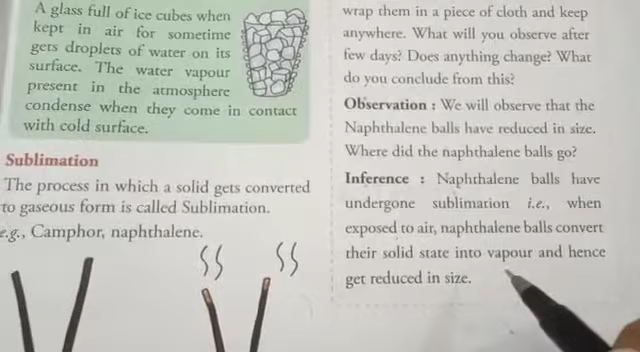 A glass full of ice cubes when
kept in air for sometime
gets droplets of water on its
surface. The water vapour
present in the atmosphere
condense when they come in contact
with cold surface.
Sublimation
The process in which a solid gets converted
to gaseous form is called Sublimation.
e.g., Camphor, naphthalene.
wrap them in a piece of cloth and keep
anywhere. What will you observe after
few days? Does anything change? What
do you conclude from this?
Observation : We will observe that the
Naphthalene balls have reduced in size.
Where did the naphthalene balls go?
Inference : Naphthalene balls have
undergone sublimation i.e., when
exposed to air, naphthalene balls convert
their solid state into vapour and hence
get reduced in size.